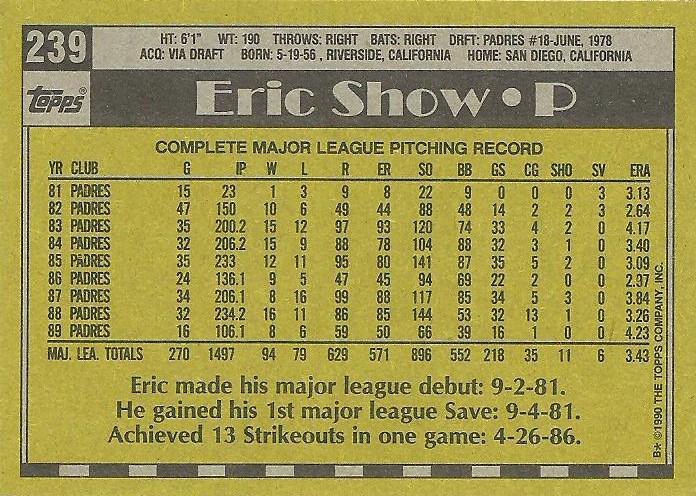 239
HT: 6'1" WT: 190 THROWS: RIGHT BATS: RIGHT DRFT: PADRES #18-JUNE, 1978
ACQ: VIA DRAFT BORN: 5-19-56 , RIVERSIDE, CALIFORNIA HOME: SAN DIEGO, CALIFORNIA
Topps®
Eric Show • P
COMPLETE MAJOR LEAGUE PITCHING RECORD
YR CLUB G IP W L R ER SO BB GS CG SHO SV ERA
81 PADRES 15 23 1 3 9 8 22 9 0 0 0 3 3.13
82 PADRES 47 150 10 6 49 44 88 48 14 2 2 3 2.64
83 PADRES 35 200.2 15 12 97 93 120 74 33 4 2 0 4.17
84 PADRES 32 206.2 15 9 88 78 104 88 32 3 1 0 3.40
85 PADRES 35 233 12 11 95 80 141 87 35 5 2 0 3.09
86 PADRES 24 136.1 9 5 47 45 94 69 22 2 0 0 2.37
87 PADRES 34 206.1 8 16 99 88 117 85 34 5 3 0 3.84
88 PADRES 32 234.2 16 11 86 85 144 53 32 13 1 0 3.26
89 PADRES 16 106.1 8 6 59 50 66 39 16 1 0 0 4.23
MAJ. LEA. TOTALS 270 1497 94 79 629 571 896 552 218 35 11 6 3.43
Eric made his major league debut: 9-2-81.
He gained his 1st major league Save: 9-4-81.
Achieved 13 Strikeouts in one game: 4-26-86.
B* © 1990 THE TOPPS COMPANY, INC.